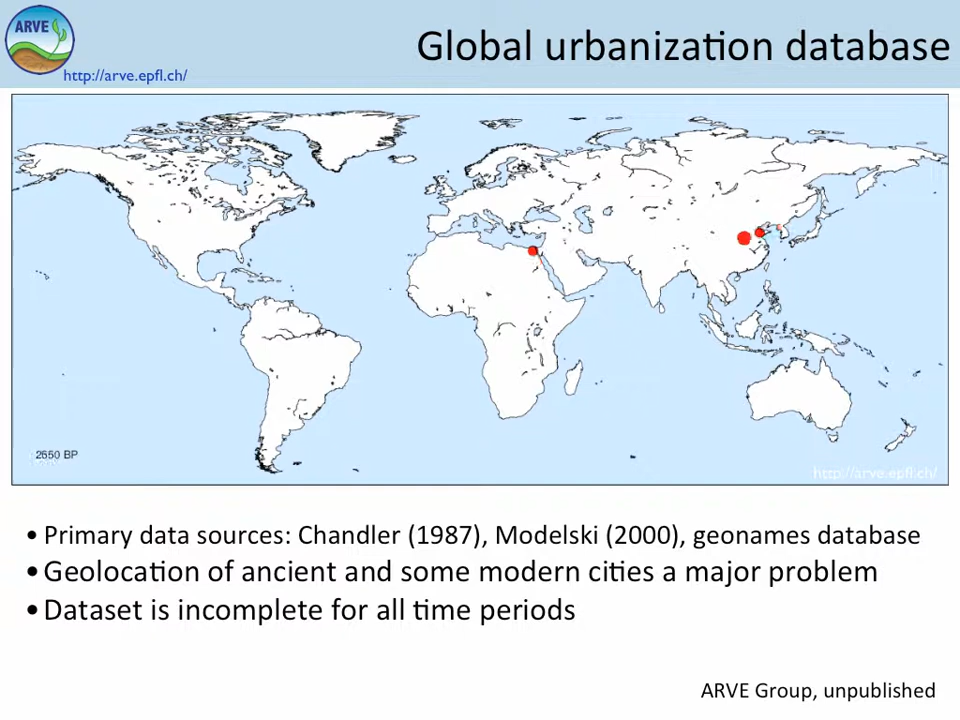 ARVE
http://arve.epfl.ch/
Global urbanization database
2650 BP
http://arve.epfl.ch/
• Primary data sources: Chandler (1987), Modelski (2000), geonames database
• Geolocation of ancient and some modern cities a major problem
• Dataset is incomplete for all time periods
ARVE Group, unpublished